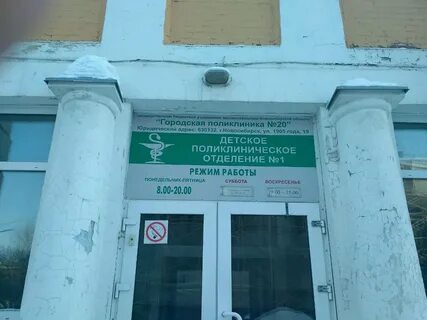 "Городская поликлиника №20"
Юридический адрес: 630132, г.Новосибирск, ул. 1905 года, 19
ДЕТСКОЕ
ПОЛИКЛИНИЧЕСКОЕ
ОТДЕЛЕНИЕ №1
РЕЖИМ РАБОТЫ
ПОНЕДЕЛЬНИК-ПЯТНИЦА СУББОТА ВОСКРЕСЕНЬЕ
8.00-20.00